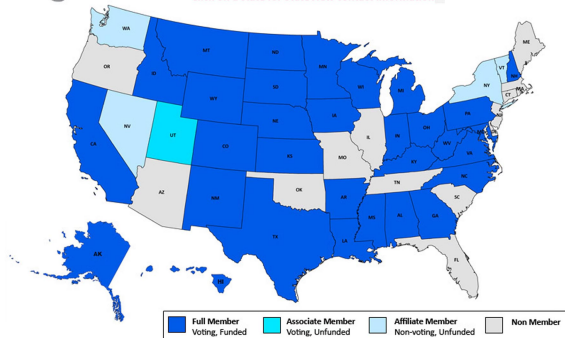 WA
MT
ND
MN
ME
OR
ID
SD
WI
MI
VT
NH
NY
WY
IA
CT
NE
PA
NV
UT
IL
IN
OH
CA
CO
KS
MO
KY
WV
VA
AZ
NM
OK
AR
TN
NC
SC
TX
LA
MS
AL
GA
FL
AK
HI
Full Member
Voting, Funded
Associate Member
Voting, Unfunded
Affiliate Member
Non-voting, Unfunded
Non Member